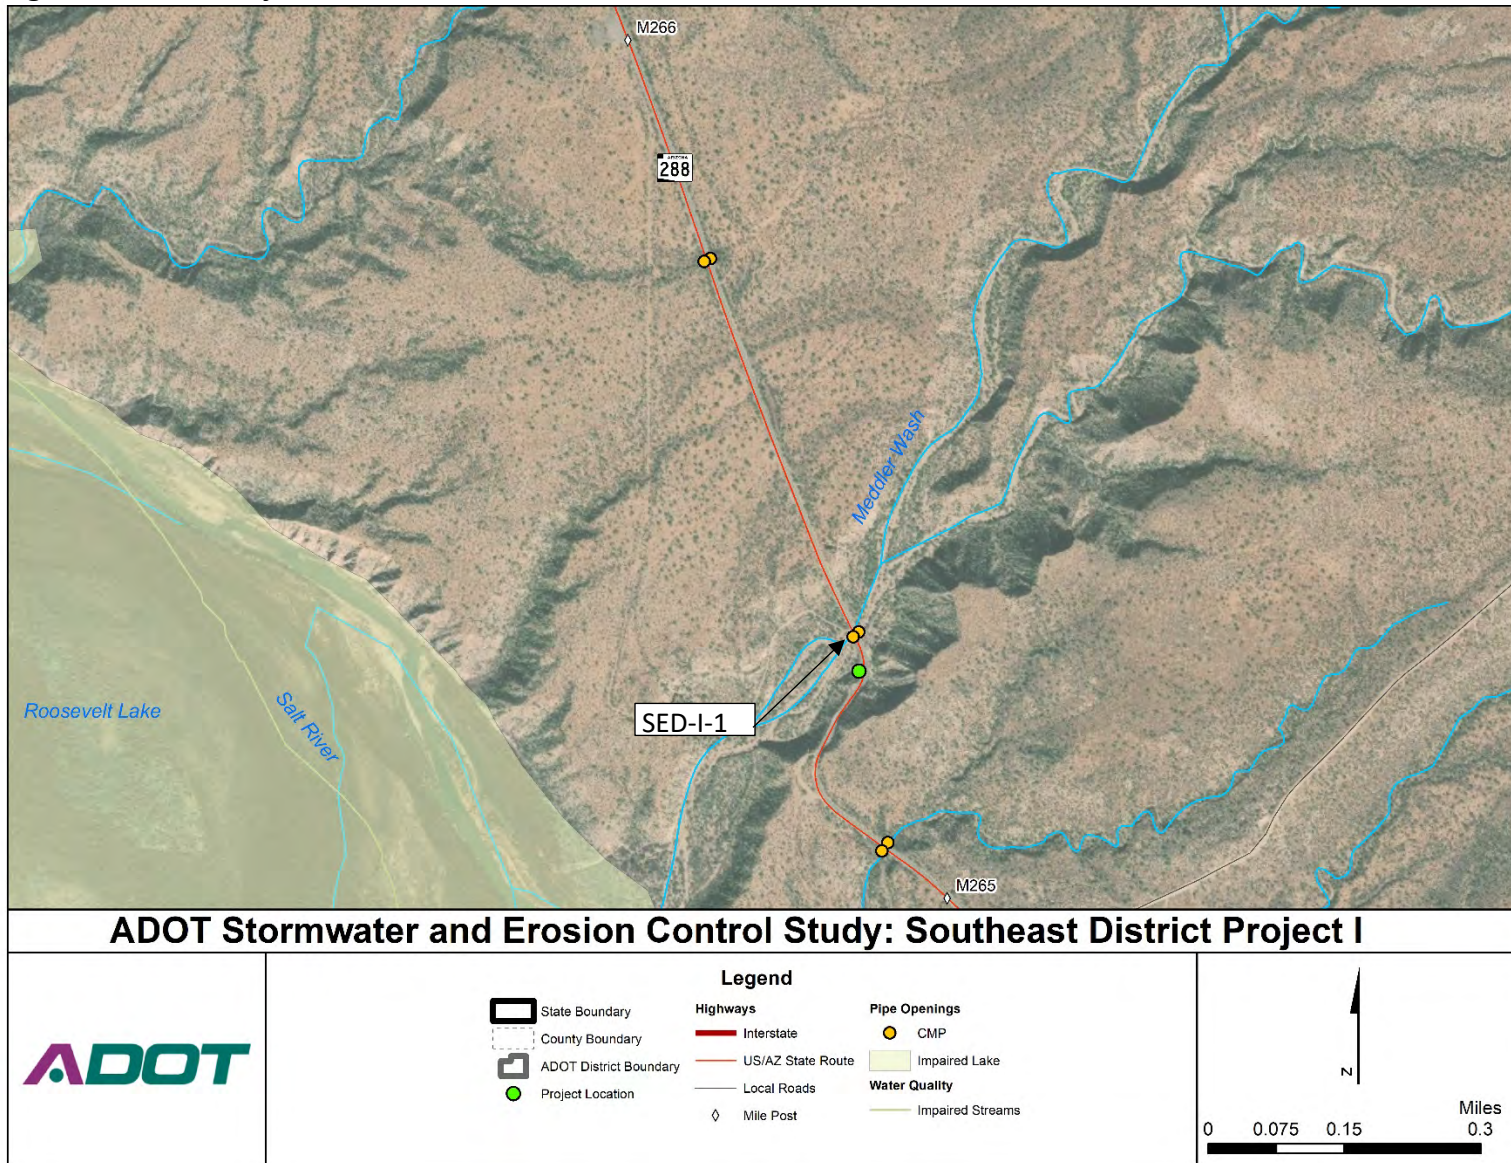 M266
ARIZONA
288
Meddler Wash
SED-I-1
Roosevelt Lake
Salt River
M265
ADOT Stormwater and Erosion Control Study: Southeast District Project I
ADOT
Legend
State Boundary
County Boundary
ADOT District Boundary
Project Location
Highways
Interstate
US/AZ State Route
Local Roads
Mile Post
Pipe Openings
CMP
Impaired Lake
Water Quality
Impaired Streams
N
Miles
0 0.075 0.15 0.3